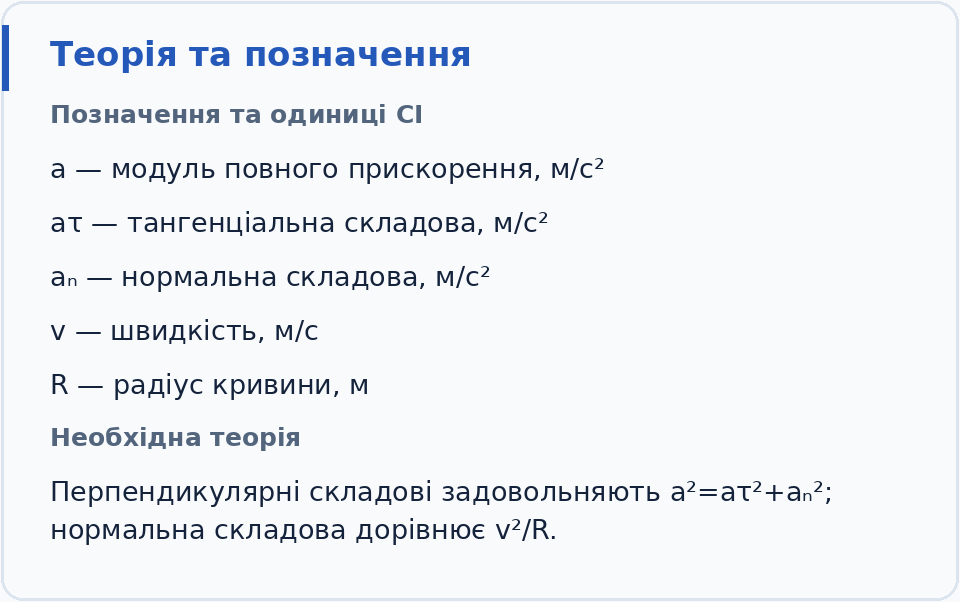 Теорія та позначення
Позначення та одиниці СІ
a — модуль повного прискорення, м/с²
aτ — тангенціальна складова, м/с²
aₙ — нормальна складова, м/с²
v — швидкість, м/с
R — радіус кривини, м
Необхідна теорія
Перпендикулярні складові задовольняють a²=aτ²+aₙ²;
нормальна складова дорівнює v²/R.